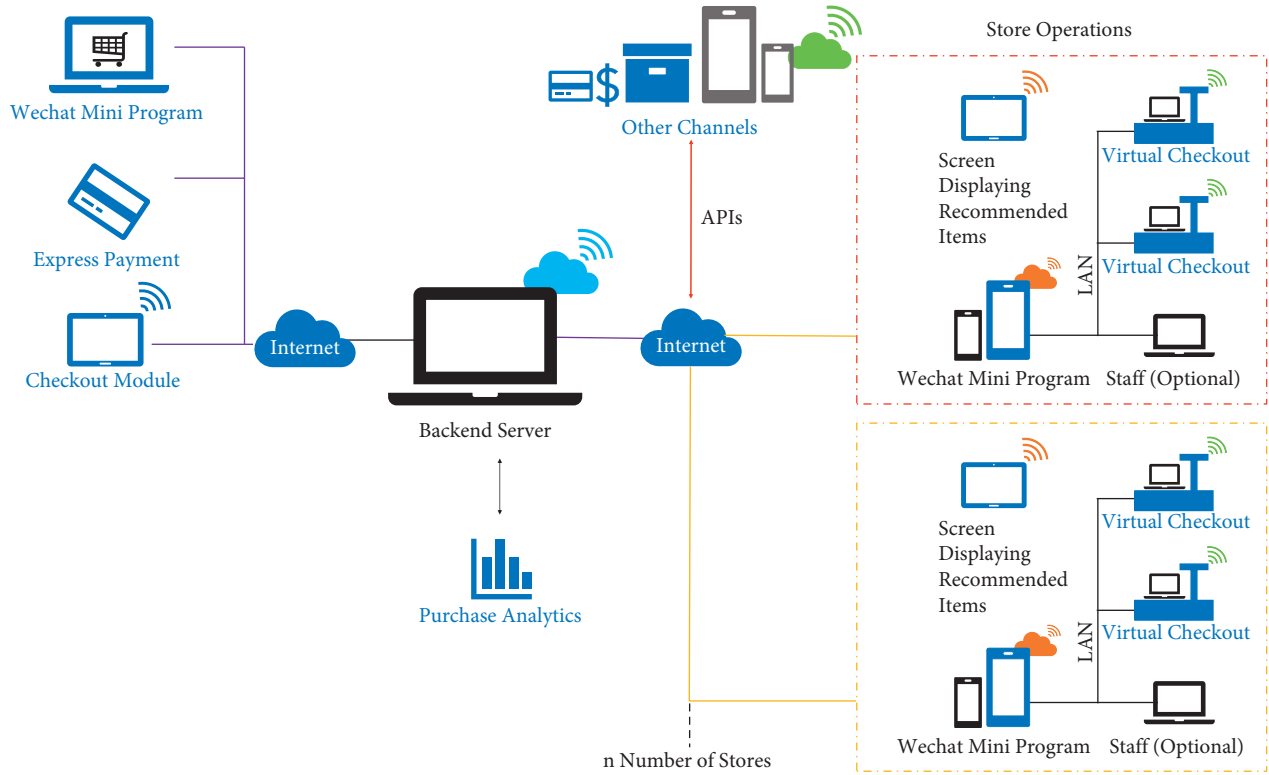 Wechat Mini Program
Express Payment
Checkout Module
Internet
Backend Server
Purchase Analytics
$
Other Channels
APIs
Internet
n Number of Stores
Store Operations
Screen
Displaying
Recommended
Items
Virtual Checkout
Virtual Checkout
LAN
Wechat Mini Program
Staff (Optional)
Screen
Displaying
Recommended
Items
Virtual Checkout
Virtual Checkout
LAN
Wechat Mini Program
Staff (Optional)